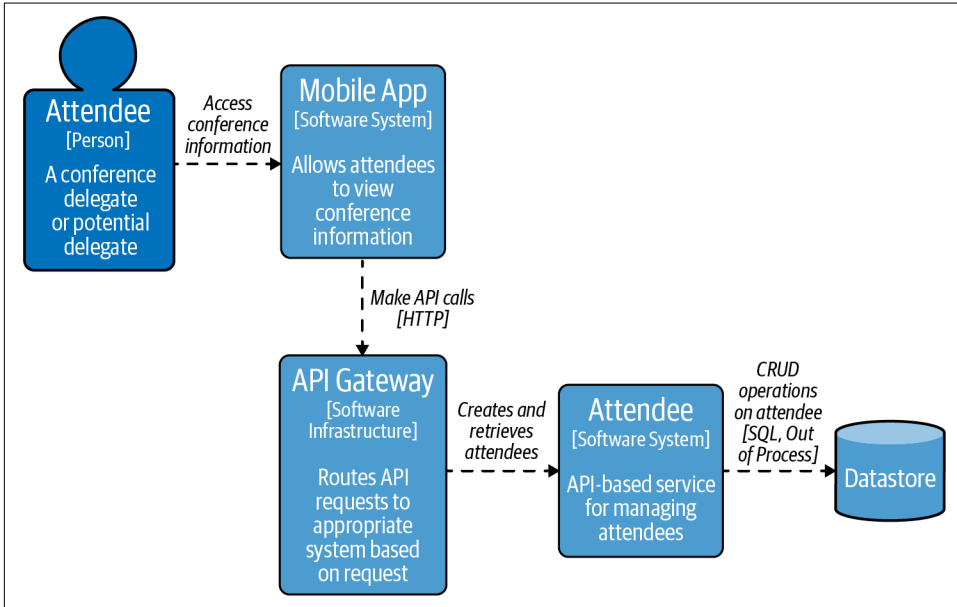 Attendee
[Person]
A conference
delegate
or potential
delegate
Access
conference
information
Mobile App
[Software System]
Allows attendees
to view
conference
information
Make API calls
[HTTP]
API Gateway
[Software
Infrastructure]
Routes API
requests to
appropriate
system based
on request
Creates and
retrieves
attendees
Attendee
[Software System]
API-based service
for managing
attendees
CRUD
operations
on attendee
[SQL, Out
of Process]
Datastore